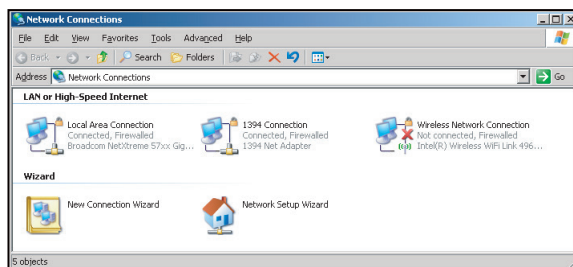 Network Connections
File Edit View Favorites Tools Advanced Help
Back Search Folders
Address Network Connections Go
LAN or High-Speed Internet
Local Area Connection
Connected, Firewalled
Broadcom NetXtreme 57xx Gig...
1394 Connection
Connected, Firewalled
1394 Net Adapter
Wireless Network Connection
Not connected, Firewalled
Intel(R) Wireless WiFi Link 496...
Wizard
New Connection Wizard
Network Setup Wizard
5 objects